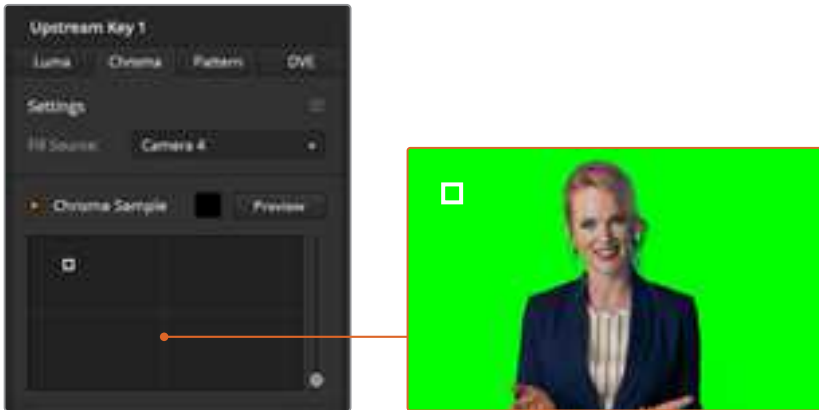 Upstream Key 1
Luma Chroma Pattern DVE
Settings
Fill Source: Camera 4
Chroma Sample Preview